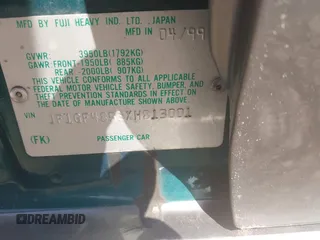 MFD BY FUJI HEAVY IND. LTD., JAPAN
MFD IN 04/99
GVWR: 3950LB(1792KG)
GAWR: FRONT-1950LB( 885KG)
REAR -2000LB( 907KG)
THIS VEHICLE CONFORMS TO ALL APPLICABLE
FEDERAL MOTOR VEHICLE SAFETY, BUMPER, AND
THEFT PREVENTION STANDARDS IN EFFECT ON
THE DATE OF MANUFACTURE SHOWN ABOVE.
VIN
(FK) PASSENGER CAR
AUTOBIDMASTER